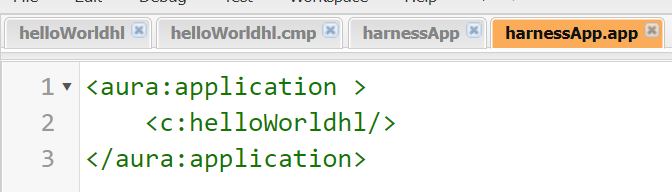 helloWorldhl helloWorldhl.cmp harnessApp harnessApp.app
1 <aura:application >
2 <c:helloWorldhl/>
3 </aura:application>